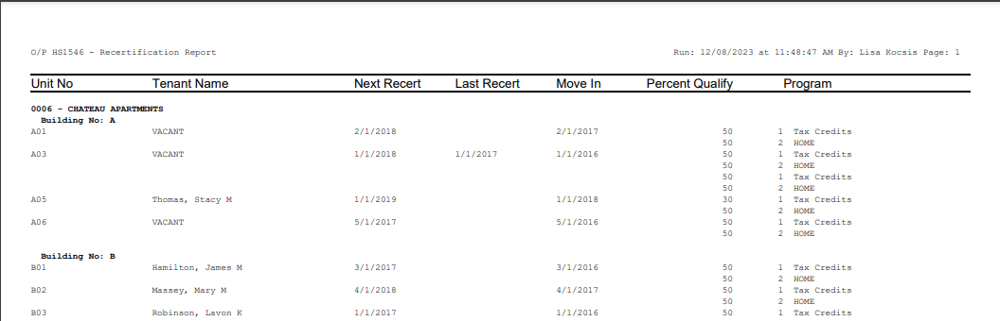 O/P HS1546 - Recertification Report Run: 12/08/2023 at 11:48:47 AM By: Lisa Kocsis Page: 1
Unit No Tenant Name Next Recert Last Recert Move In Percent Qualify Program
0006 - CHATEAU APARTMENTS
Building No: A
A01 VACANT 2/1/2018 2/1/2017 50 1 Tax Credits
50 2 HOME
A03 VACANT 1/1/2018 1/1/2017 1/1/2016 50 1 Tax Credits
50 2 HOME
50 1 Tax Credits
50 2 HOME
A05 Thomas, Stacy M 1/1/2019 1/1/2018 30 1 Tax Credits
A06 VACANT 5/1/2017 5/1/2016 50 1 Tax Credits
50 2 HOME
Building No: B
B01 Hamilton, James M 3/1/2017 3/1/2016 50 1 Tax Credits
50 2 HOME
B02 Massey, Mary M 4/1/2018 4/1/2017 50 1 Tax Credits
50 2 HOME
B03 Robinson, Lavon K 1/1/2017 1/1/2016 50 1 Tax Credits